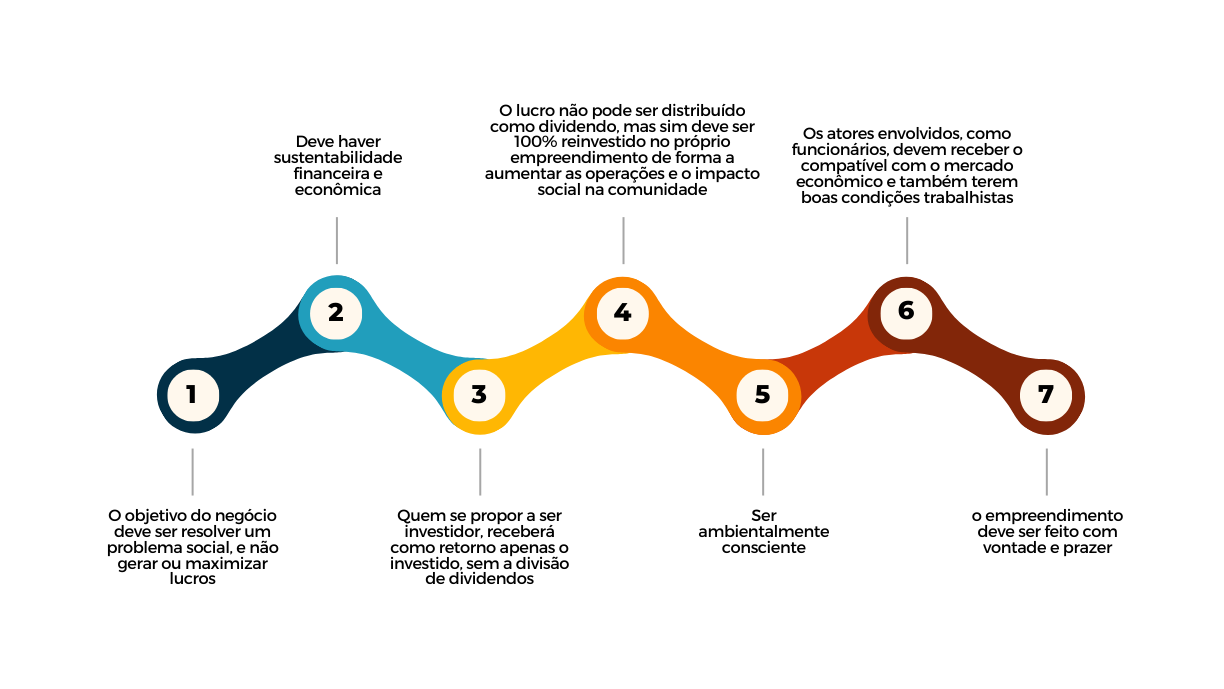 1
O objetivo do negócio
deve ser resolver um
problema social, e não
gerar ou maximizar
lucros
2
Deve haver
sustentabilidade
financeira e
econômica
3
Quem se propor a ser
investidor, receberá
como retorno apenas o
investido, sem a divisão
de dividendos
4
O lucro não pode ser distribuído
como dividendo, mas sim deve ser
100% reinvestido no próprio
empreendimento de forma a
aumentar as operações e o impacto
social na comunidade
5
Ser
ambientalmente
consciente
6
Os atores envolvidos, como
funcionários, devem receber o
compatível com o mercado
econômico e também terem
boas condições trabalhistas
7
o empreendimento
deve ser feito com
vontade e prazer